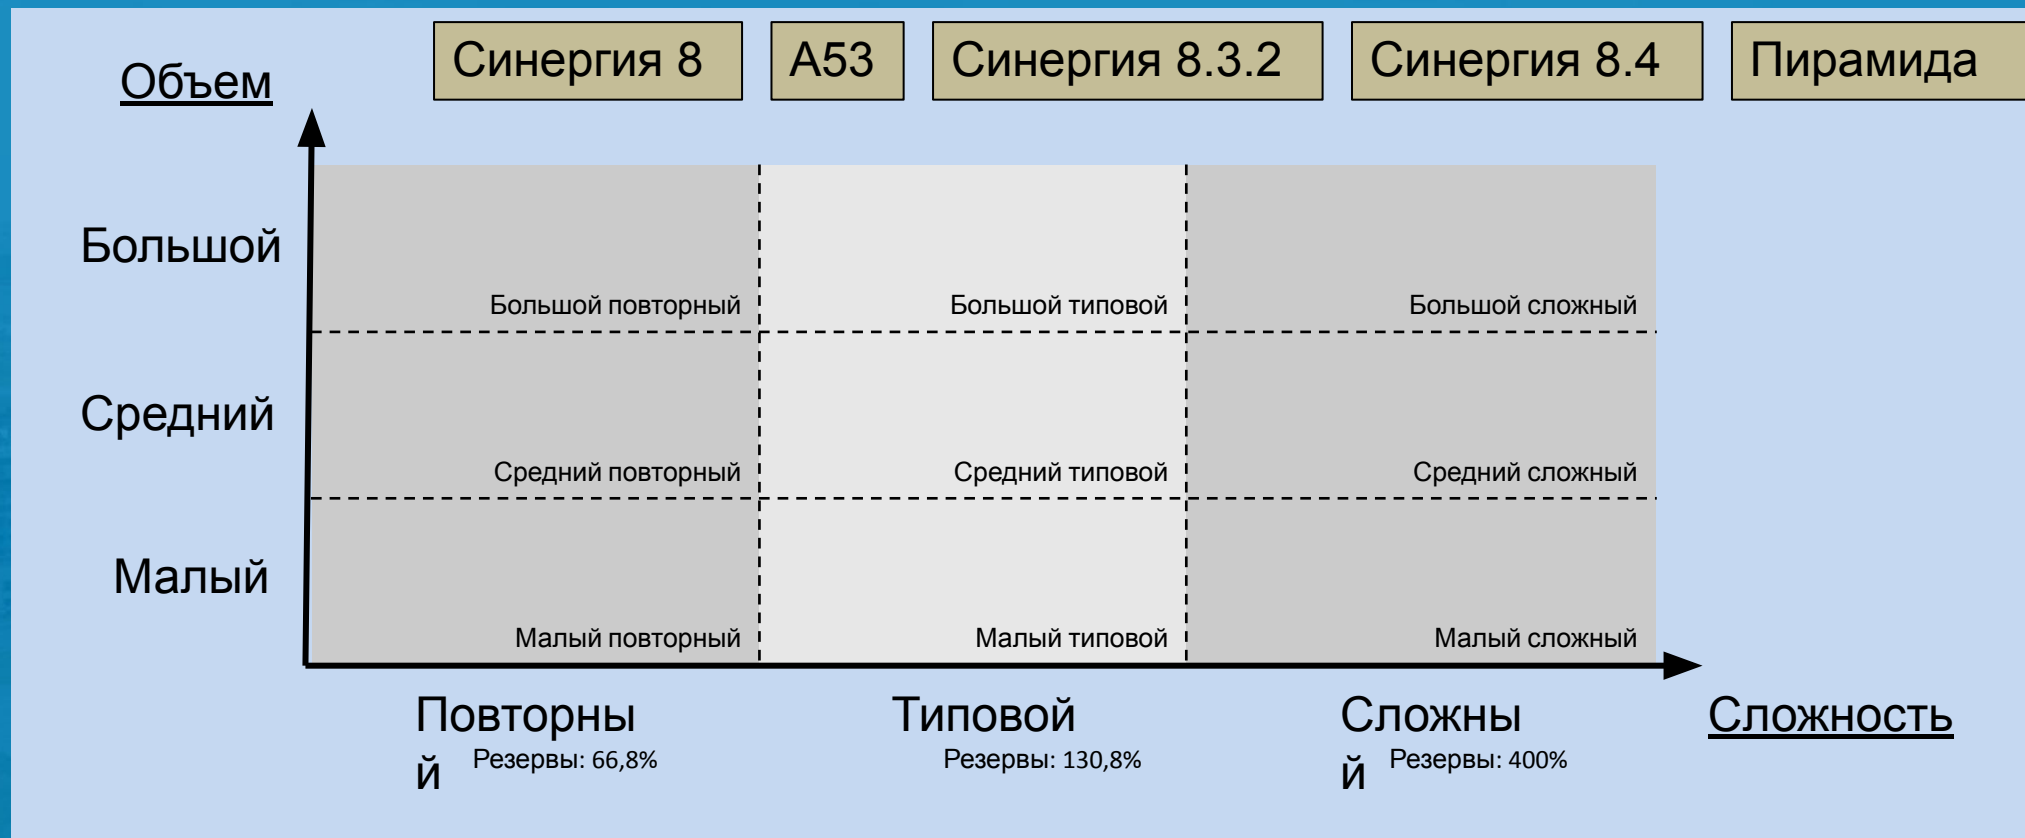 Синергия 8
А53
Синергия 8.3.2
Синергия 8.4
Пирамида
Объем
Большой
Большой повторный
Большой типовой
Большой сложный
Средний
Средний повторный
Средний типовой
Средний сложный
Малый
Малый повторный
Малый типовой
Малый сложный
Повторны
й
Резервы: 66,8%
Типовой
Резервы: 130,8%
Сложны
й
Резервы: 400%
Сложность